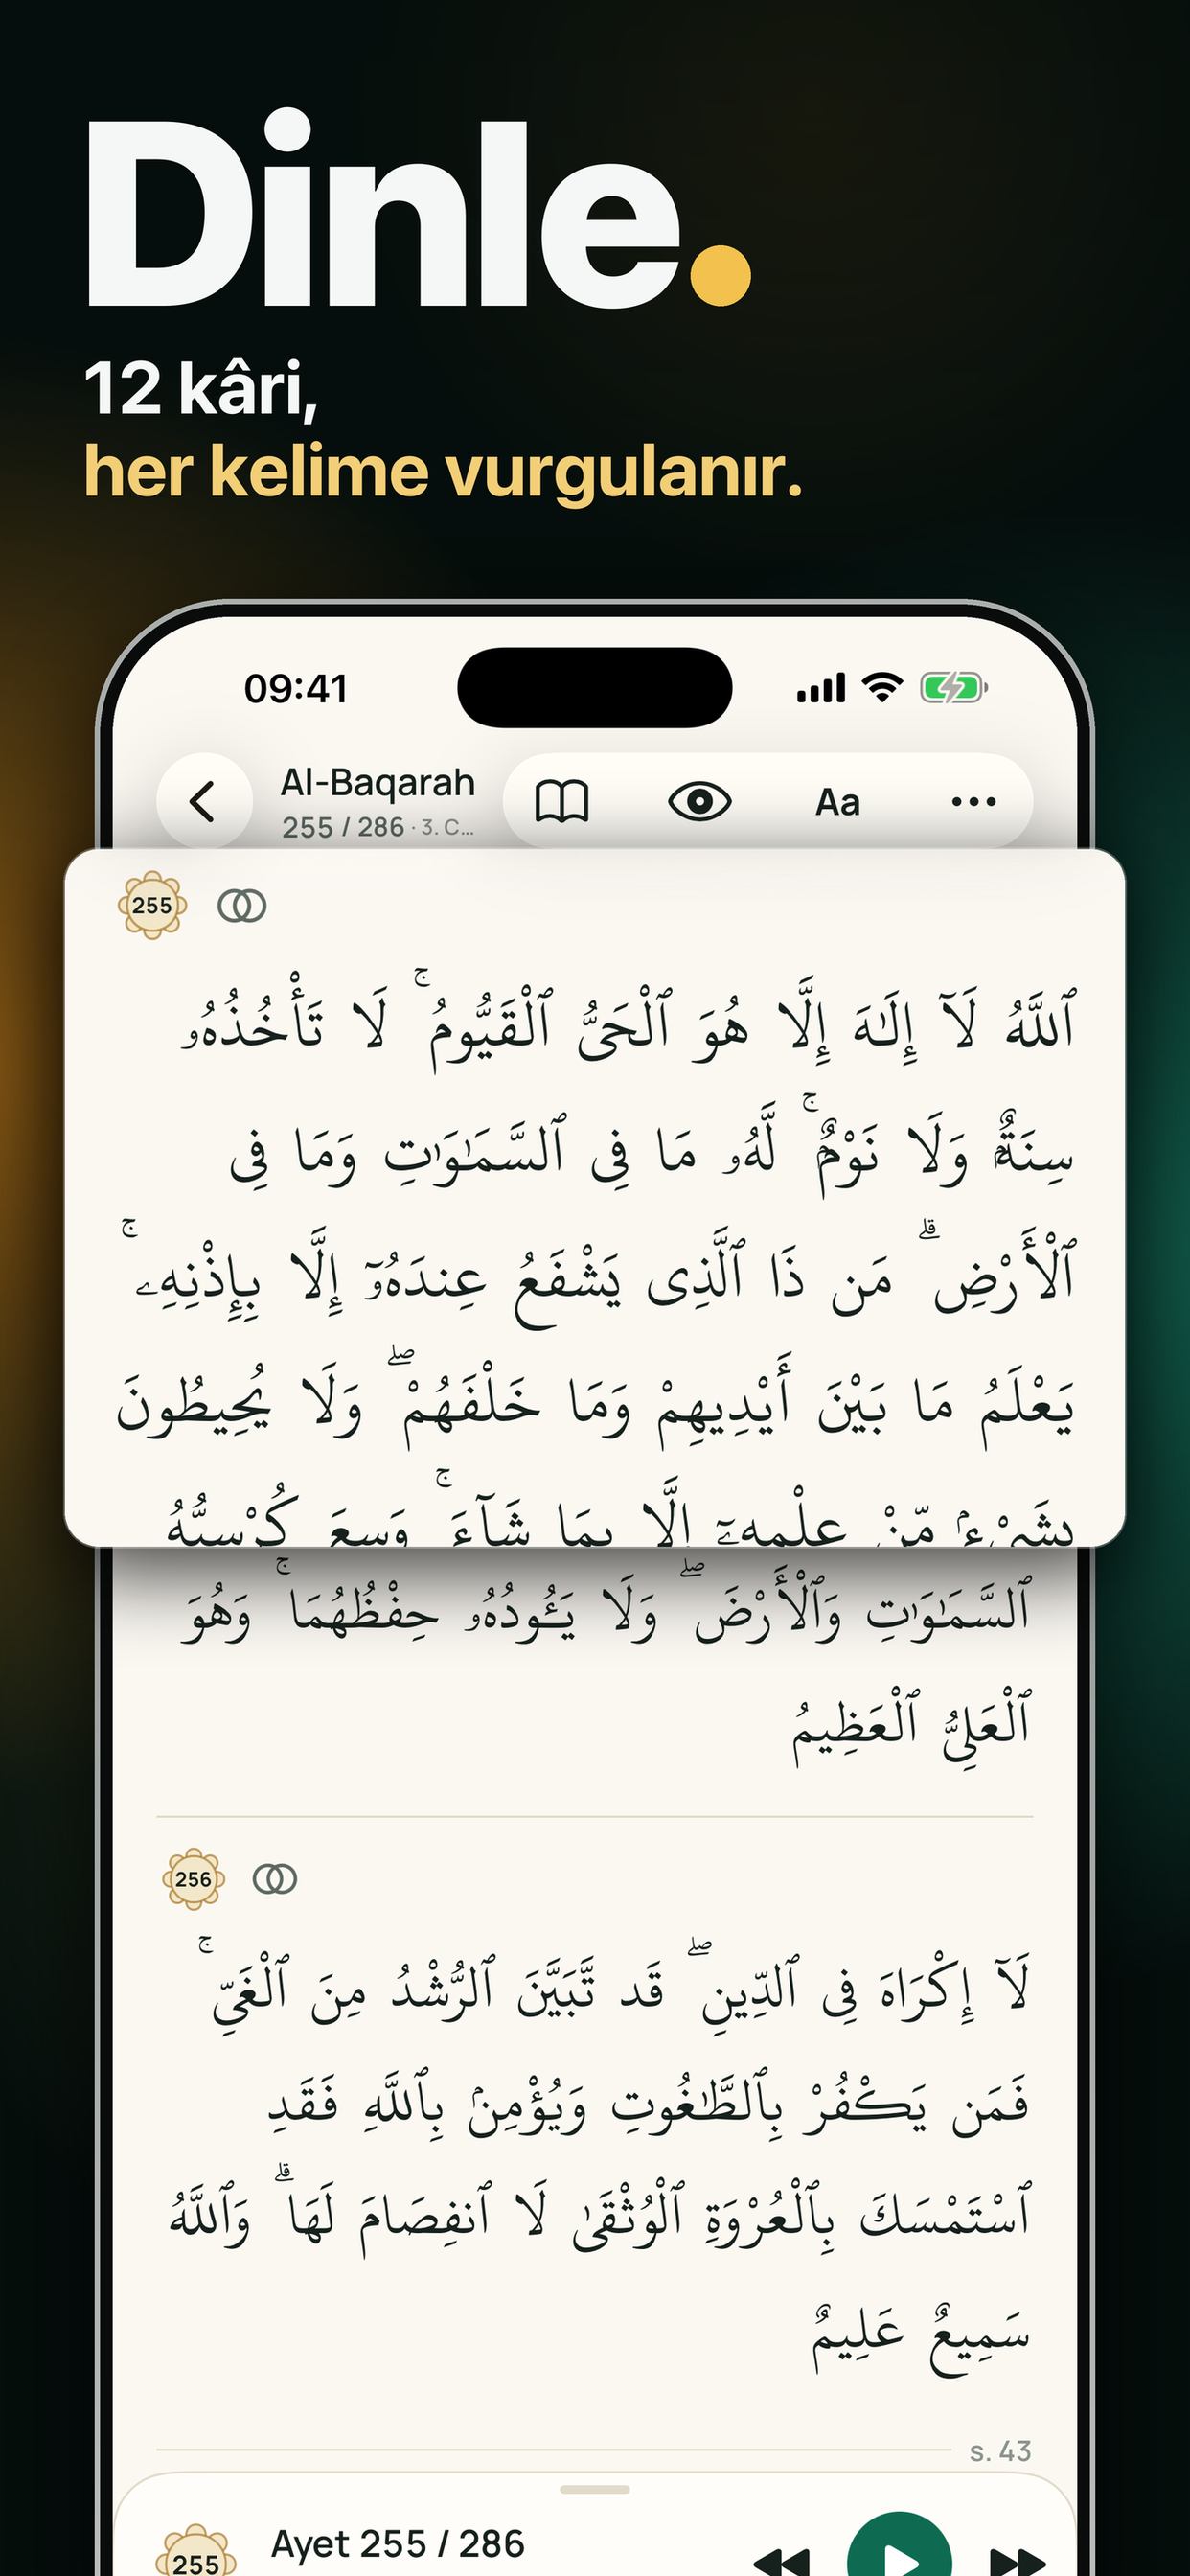 Dinle.
12 kâri,
her kelime vurgulanır.
09:41
Al-Baqarah
255 / 286 · 3. C...
Aa
255
ٱللَّهُ لَآ إِلَـٰهَ إِلَّا هُوَ ٱلْحَىُّ ٱلْقَيُّومُ ۚ لَا تَأْخُذُهُۥ
سِنَةٌۭ وَلَا نَوْمٌۭ ۚ لَّهُۥ مَا فِى ٱلسَّمَـٰوَٰتِ وَمَا فِى
ٱلْأَرْضِ ۗ مَن ذَا ٱلَّذِى يَشْفَعُ عِندَهُۥٓ إِلَّا بِإِذْنِهِۦ ۚ
يَعْلَمُ مَا بَيْنَ أَيْدِيهِمْ وَمَا خَلْفَهُمْ ۖ وَلَا يُحِيطُونَ
بِشَىْءٍۢ مِّنْ عِلْمِهِۦٓ إِلَّا بِمَا شَآءَ ۚ وَسِعَ كُرْسِيُّهُ
ٱلسَّمَـٰوَٰتِ وَٱلْأَرْضَ ۖ وَلَا يَـُٔودُهُۥ حِفْظُهُمَا ۚ وَهُوَ
ٱلْعَلِىُّ ٱلْعَظِيمُ
256
لَآ إِكْرَاهَ فِى ٱلدِّينِ ۖ قَد تَّبَيَّنَ ٱلرُّشْدُ مِنَ ٱلْغَىِّ ۚ
فَمَن يَكْفُرْ بِٱلطَّـٰغُوتِ وَيُؤْمِنۢ بِٱللَّهِ فَقَدِ
ٱسْتَمْسَكَ بِٱلْعُرْوَةِ ٱلْوُثْقَىٰ لَا ٱنفِصَامَ لَهَا ۗ وَٱللَّهُ
سَمِيعٌ عَلِيمٌ
s. 43
255
Ayet 255 / 286